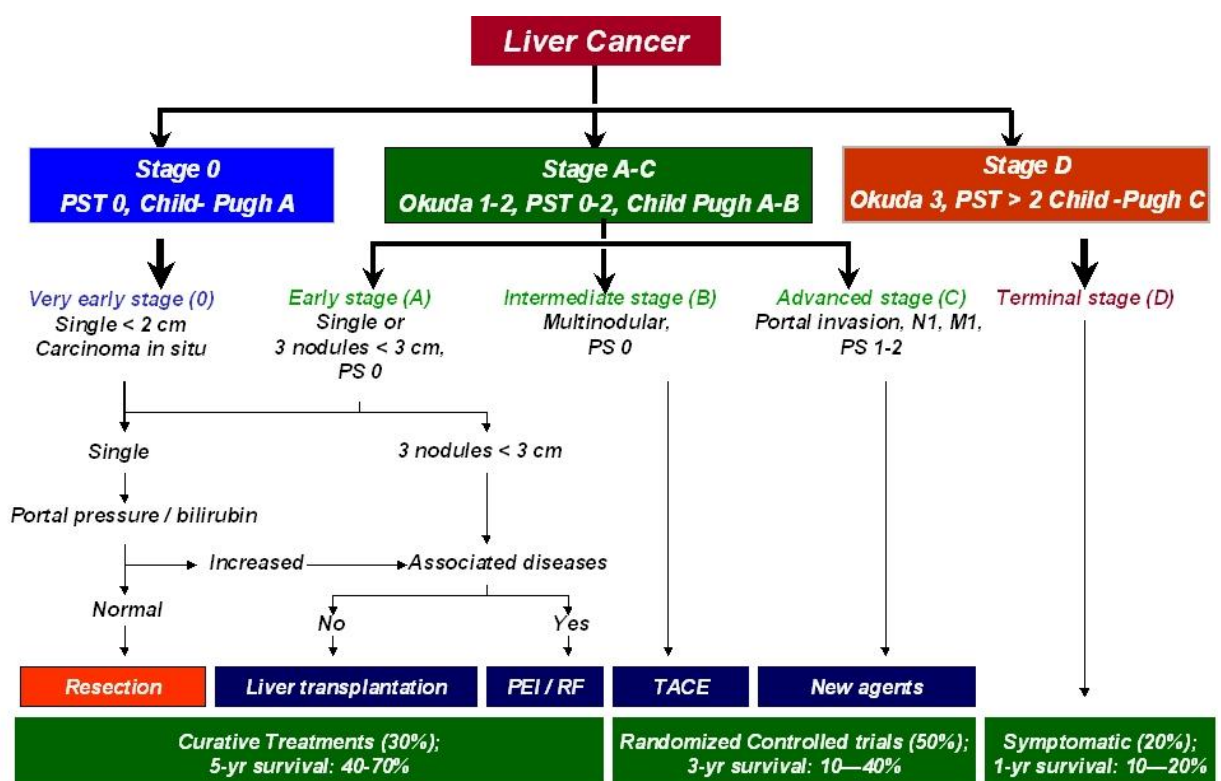 Liver Cancer
Stage 0
PST 0, Child- Pugh A
Stage A-C
Okuda 1-2, PST 0-2, Child Pugh A-B
Stage D
Okuda 3, PST > 2 Child -Pugh C
Very early stage (0)
Single < 2 cm
Carcinoma in situ
Early stage (A)
Single or
3 nodules < 3 cm,
PS 0
Intermediate stage (B)
Multinodular,
PS 0
Advanced stage (C)
Portal invasion, N1, M1,
PS 1-2
Terminal stage (D)
Single
3 nodules < 3 cm
Portal pressure / bilirubin
Increased
Associated diseases
Normal
No
Yes
Resection
Liver transplantation
PEI / RF
TACE
New agents
Curative Treatments (30%);
5-yr survival: 40-70%
Randomized Controlled trials (50%);
3-yr survival: 10—40%
Symptomatic (20%);
1-yr survival: 10—20%